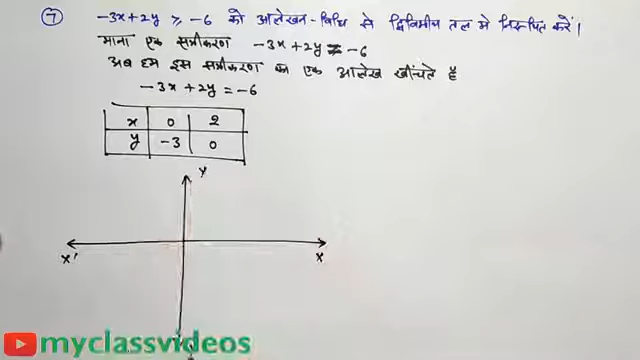 ⑦ -3x+2y ≥ -6 को आलेखन-विधि से द्विविमीय तल मे निरूपित करें।
माना एक समीकरण -3x+2y = -6
अब हम इस समीकरण का एक आलेख खींचते है
-3x+2y = -6
x 0 2
y -3 0
Y
X' X
myclassvideos